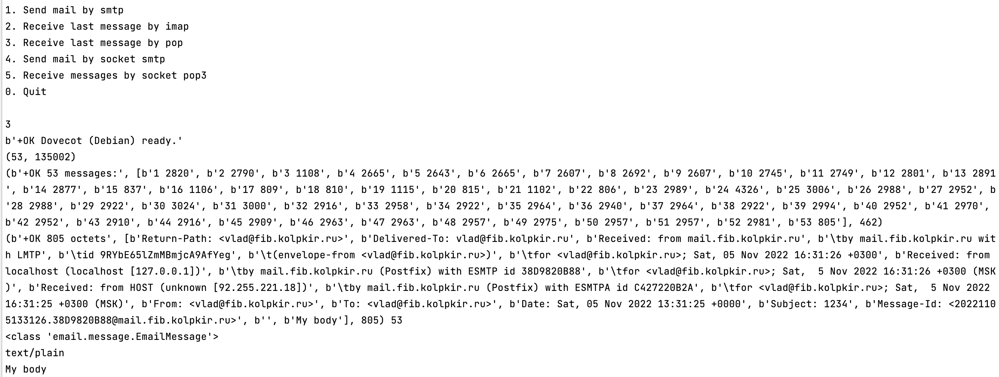 1. Send mail by smtp
2. Receive last message by imap
3. Receive last message by pop
4. Send mail by socket smtp
5. Receive messages by socket pop3
0. Quit
3
b'+OK Dovecot (Debian) ready.'
(53, 135002)
(b'+OK 53 messages:', [b'1 2820', b'2 2790', b'3 1108', b'4 2665', b'5 2643', b'6 2665', b'7 2607', b'8 2692', b'9 2607', b'10 2745', b'11 2749', b'12 2801', b'13 2891
', b'14 2877', b'15 837', b'16 1106', b'17 809', b'18 810', b'19 1115', b'20 815', b'21 1102', b'22 806', b'23 2989', b'24 4326', b'25 3006', b'26 2988', b'27 2952', b
'28 2988', b'29 2922', b'30 3024', b'31 3000', b'32 2916', b'33 2958', b'34 2922', b'35 2964', b'36 2940', b'37 2964', b'38 2922', b'39 2994', b'40 2952', b'41 2970',
b'42 2952', b'43 2910', b'44 2916', b'45 2909', b'46 2963', b'47 2963', b'48 2957', b'49 2975', b'50 2957', b'51 2957', b'52 2981', b'53 805'], 462)
(b'+OK 805 octets', [b'Return-Path: <vlad@fib.kolpkir.ru>', b'Delivered-To: vlad@fib.kolpkir.ru', b'Received: from mail.fib.kolpkir.ru', b'\tby mail.fib.kolpkir.ru wit
h LMTP', b'\tid 9RYbE65lZmMBmjcA9AfYeg', b'\t(envelope-from <vlad@fib.kolpkir.ru>)', b'\tfor <vlad@fib.kolpkir.ru>; Sat, 05 Nov 2022 16:31:26 +0300', b'Received: from
localhost (localhost [127.0.0.1])', b'\tby mail.fib.kolpkir.ru (Postfix) with ESMTP id 38D9820B88', b'\tfor <vlad@fib.kolpkir.ru>; Sat,  5 Nov 2022 16:31:26 +0300 (MSK
)', b'Received: from HOST (unknown [92.255.221.18])', b'\tby mail.fib.kolpkir.ru (Postfix) with ESMTPA id C427220B2A', b'\tfor <vlad@fib.kolpkir.ru>; Sat,  5 Nov 2022
16:31:25 +0300 (MSK)', b'From: <vlad@fib.kolpkir.ru>', b'To: <vlad@fib.kolpkir.ru>', b'Date: Sat, 05 Nov 2022 13:31:25 +0000', b'Subject: 1234', b'Message-Id: <2022110
5133126.38D9820B88@mail.fib.kolpkir.ru>', b'', b'My body'], 805) 53
<class 'email.message.EmailMessage'>
text/plain
My body